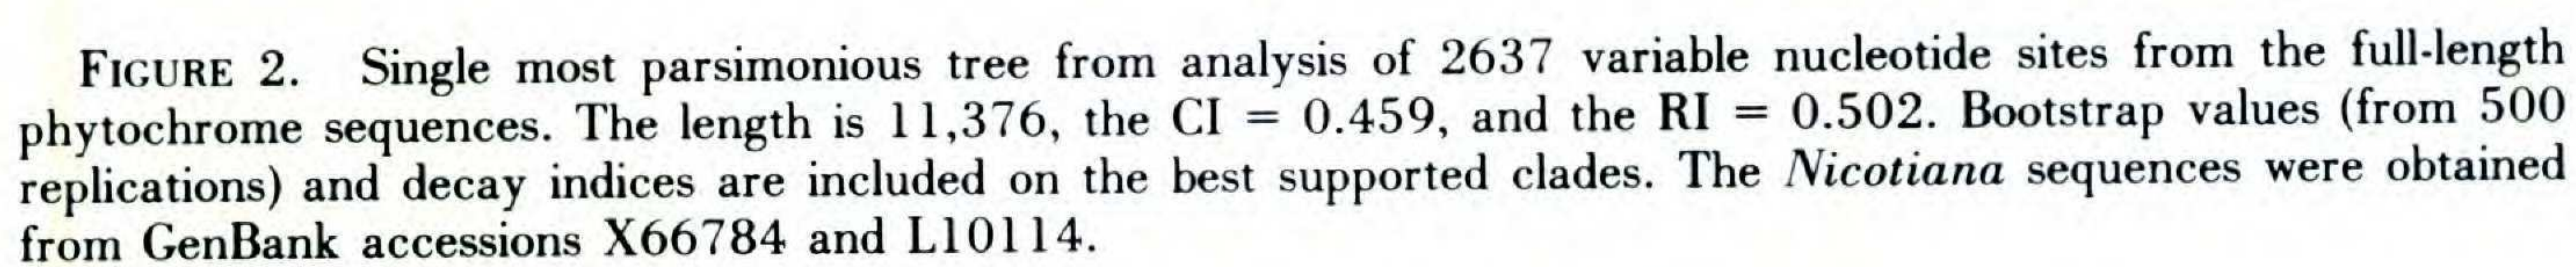 FIGURE 2. Single most parsimonious tree from analysis of 2637 variable nucleotide sites from the full-length
phytochrome sequences. The length is 11,376, the CI = 0.459, and the RI = 0.502. Bootstrap values (from 500
replications) and decay indices are included on the best supported clades. The Nicotiana sequences were obtained
from GenBank accessions X66784 and L10114.